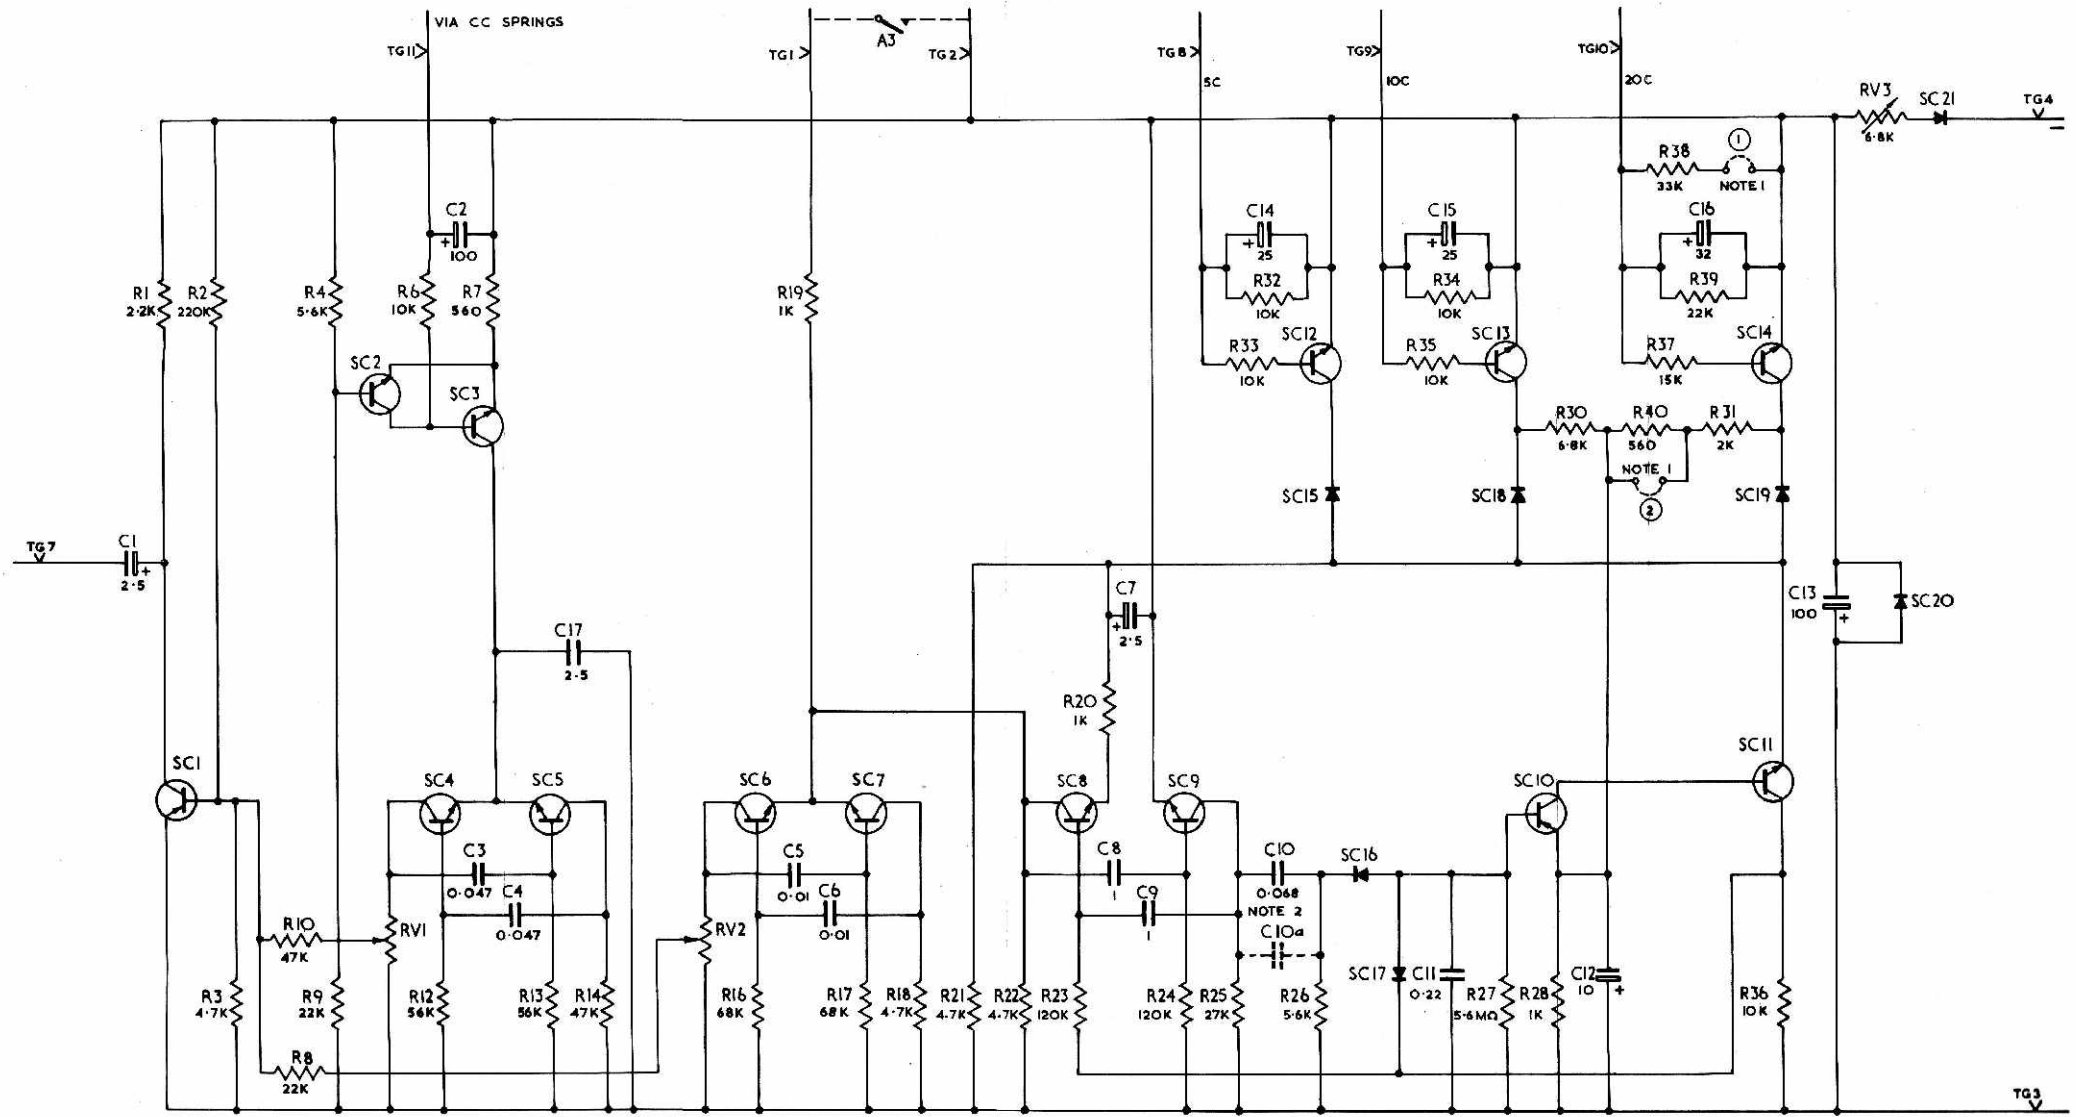 VIA CC SPRINGS
TG11
TG1
A3
TG2
TG8
5C
TG9
10C
TG10
20C
RV3
6·8K
SC21
TG4
R38
33K
1
NOTE 1
C2
+
100
C14
+
25
C15
+
25
C16
+
32
R1
2·2K
R2
220K
R4
5·6K
R6
10K
R7
560
R19
1K
R32
10K
R34
10K
R39
22K
SC12
SC13
SC14
R33
10K
R35
10K
R37
15K
SC2
SC3
R30
6·8K
R40
560
R31
2K
NOTE 1
2
SC15
SC18
SC19
TG7
C1
+
2·5
C7
+
2·5
C13
100
+
SC20
C17
2·5
R20
1K
SC1
SC4
SC5
SC6
SC7
SC8
SC9
SC10
SC11
C3
0·047
C4
0·047
C5
0·01
C6
0·01
C8
1
C9
1
C10
0·068
NOTE 2
C10a
SC16
R10
47K
RV1
RV2
SC17
C11
0·22
C12
10
+
R3
4·7K
R9
22K
R12
56K
R13
56K
R14
47K
R16
68K
R17
68K
R18
4·7K
R21
4·7K
R22
4·7K
R23
120K
R24
120K
R25
27K
R26
5·6K
R27
5·6MΩ
R28
1K
R36
10K
R8
22K
TG3